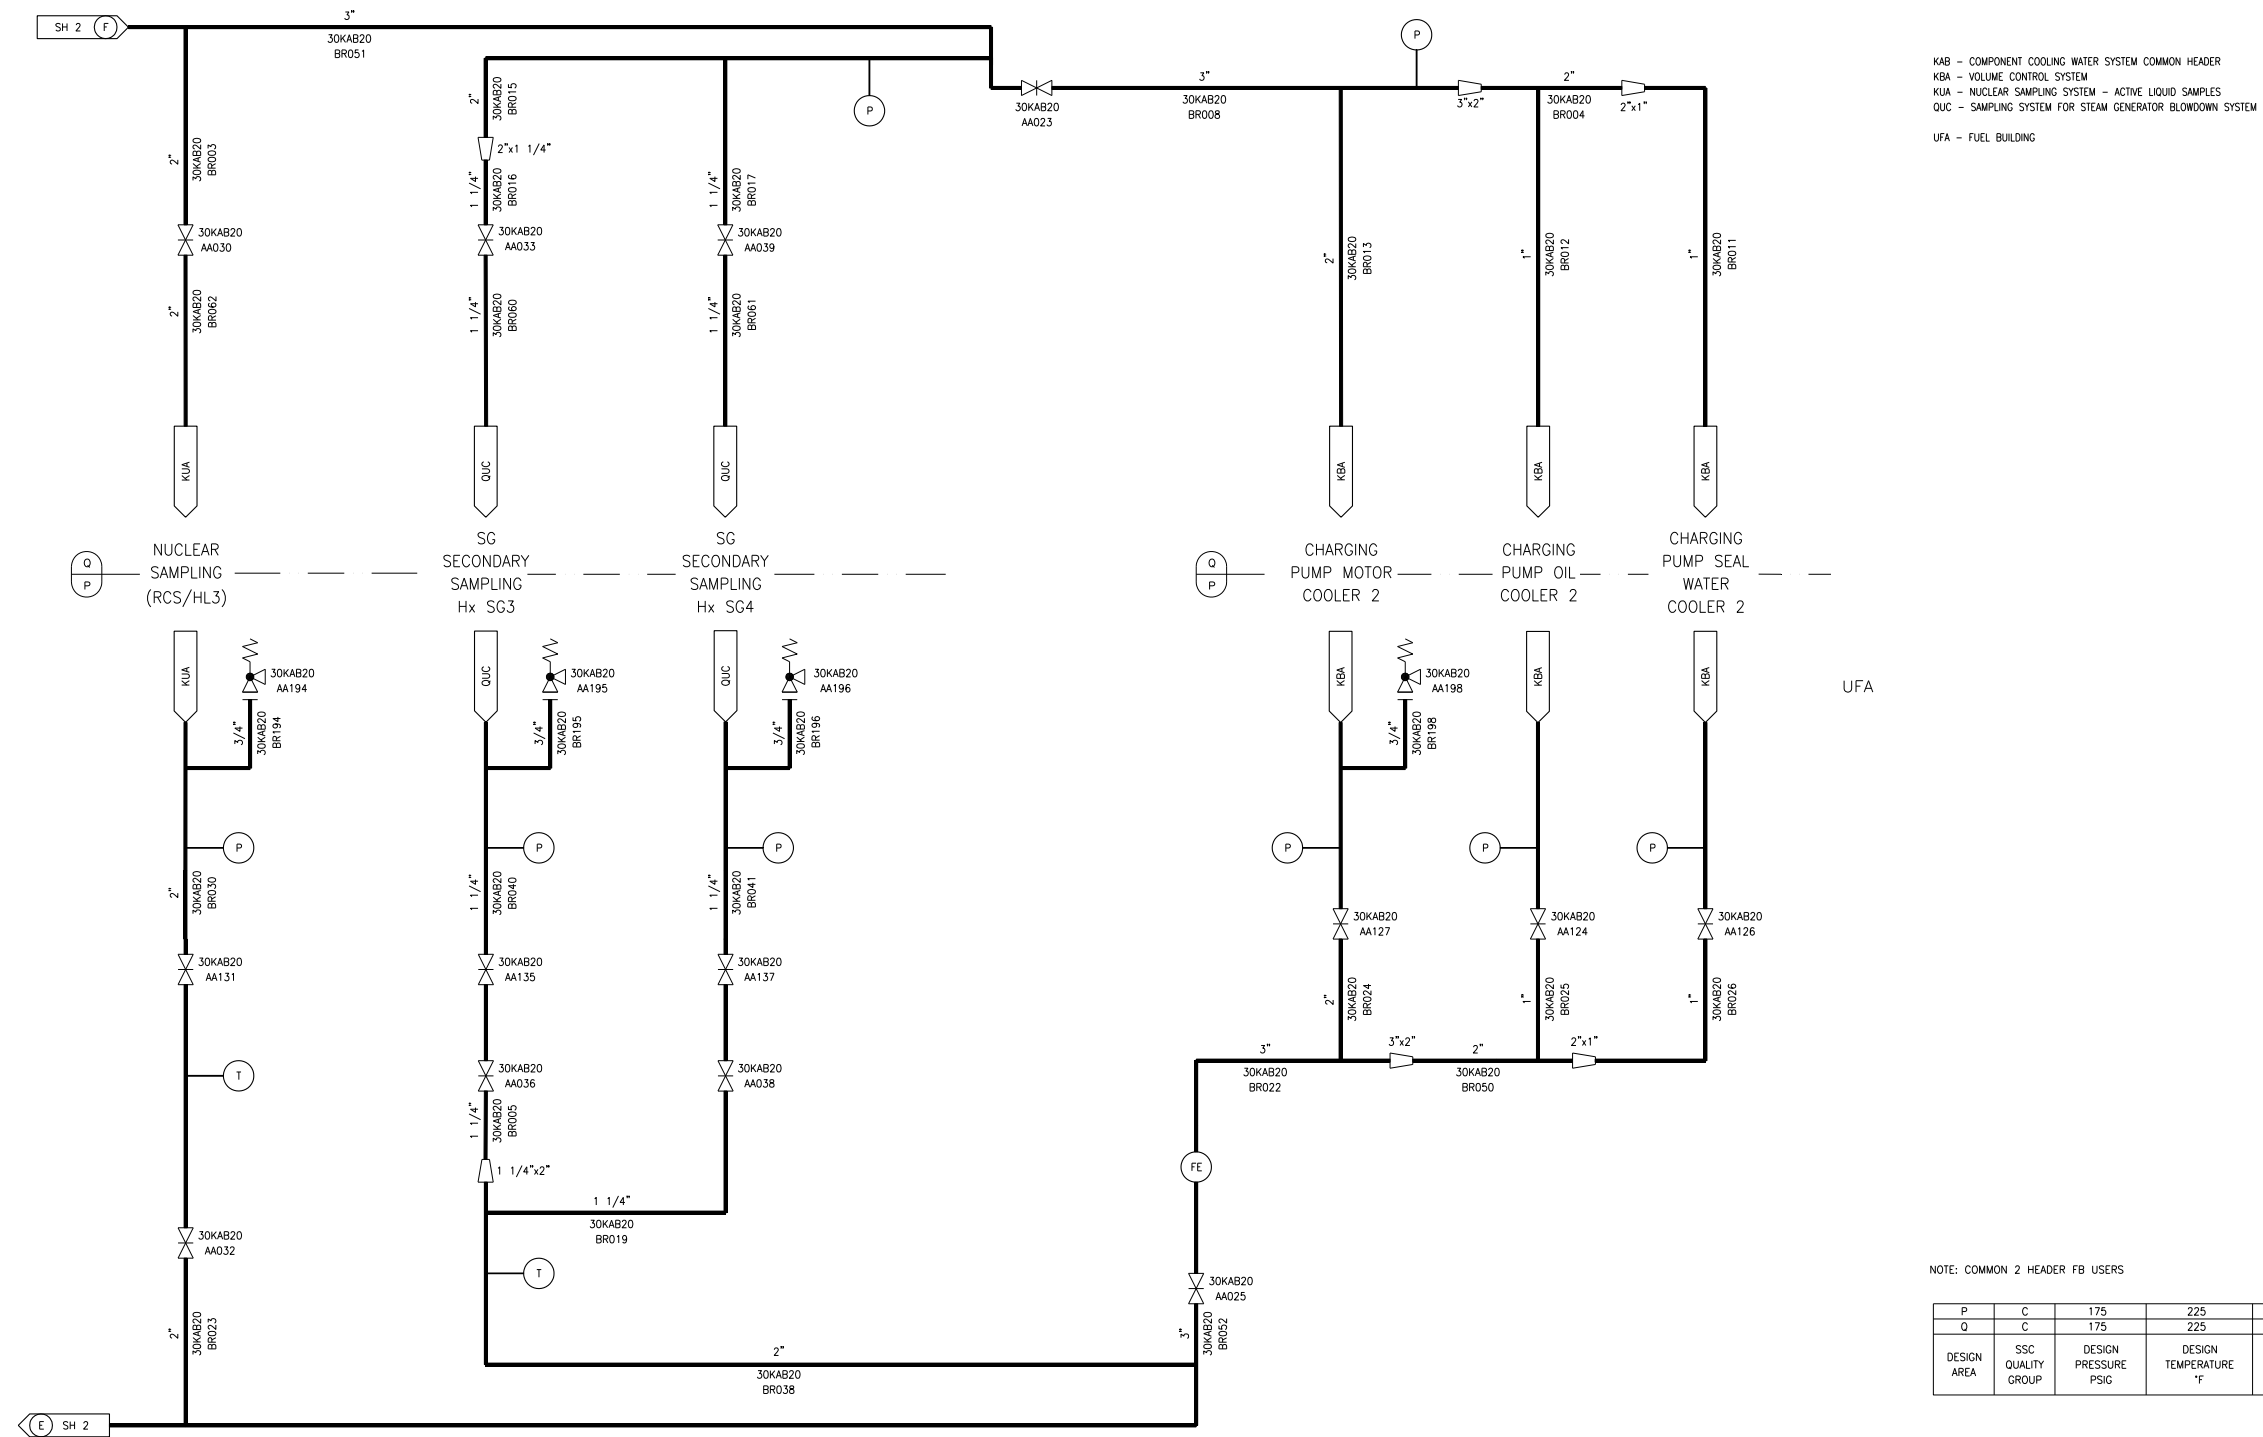 SH 2 F
3"
30KAB20
BR051
P
KAB – COMPONENT COOLING WATER SYSTEM COMMON HEADER
KBA – VOLUME CONTROL SYSTEM
KUA – NUCLEAR SAMPLING SYSTEM – ACTIVE LIQUID SAMPLES
QUC – SAMPLING SYSTEM FOR STEAM GENERATOR BLOWDOWN SYSTEM
UFA – FUEL BUILDING
2"
30KAB20
BR015
P
30KAB20
AA023
3"
30KAB20
BR008
3"x2"
2"
30KAB20
BR004
2"x1"
2"
30KAB20
BR003
2"x1 1/4"
1 1/4"
30KAB20
BR016
1 1/4"
30KAB20
BR017
30KAB20
AA030
30KAB20
AA033
30KAB20
AA039
2"
30KAB20
BR013
1"
30KAB20
BR012
1"
30KAB20
BR011
2"
30KAB20
BR062
1 1/4"
30KAB20
BR060
1 1/4"
30KAB20
BR061
KUA
QUC
QUC
KBA
KBA
KBA
Q
P
NUCLEAR
SAMPLING
(RCS/HL3)
SG
SECONDARY
SAMPLING
Hx SG3
SG
SECONDARY
SAMPLING
Hx SG4
Q
P
CHARGING
PUMP MOTOR
COOLER 2
CHARGING
PUMP OIL
COOLER 2
CHARGING
PUMP SEAL
WATER
COOLER 2
KUA
30KAB20
AA194
3/4"
30KAB20
BR194
QUC
30KAB20
AA195
3/4"
30KAB20
BR195
QUC
30KAB20
AA196
3/4"
30KAB20
BR196
KBA
30KAB20
AA198
3/4"
30KAB20
BR198
KBA
KBA
UFA
P
P
P
P
P
P
2"
30KAB20
BR030
1 1/4"
30KAB20
BR040
1 1/4"
30KAB20
BR041
30KAB20
AA127
30KAB20
AA124
30KAB20
AA126
30KAB20
AA131
30KAB20
AA135
30KAB20
AA137
2"
30KAB20
BR024
1"
30KAB20
BR025
1"
30KAB20
BR026
T
30KAB20
AA036
30KAB20
AA038
3"
30KAB20
BR022
3"x2"
2"
30KAB20
BR050
2"x1"
1 1/4"
30KAB20
BR005
1 1/4"x2"
FE
1 1/4"
30KAB20
BR019
30KAB20
AA032
T
30KAB20
AA025
2"
30KAB20
BR023
3"
30KAB20
BR052
2"
30KAB20
BR038
E SH 2
NOTE: COMMON 2 HEADER FB USERS
P C 175 225
Q C 175 225
DESIGN
AREA
SSC
QUALITY
GROUP
DESIGN
PRESSURE
PSIG
DESIGN
TEMPERATURE
°F